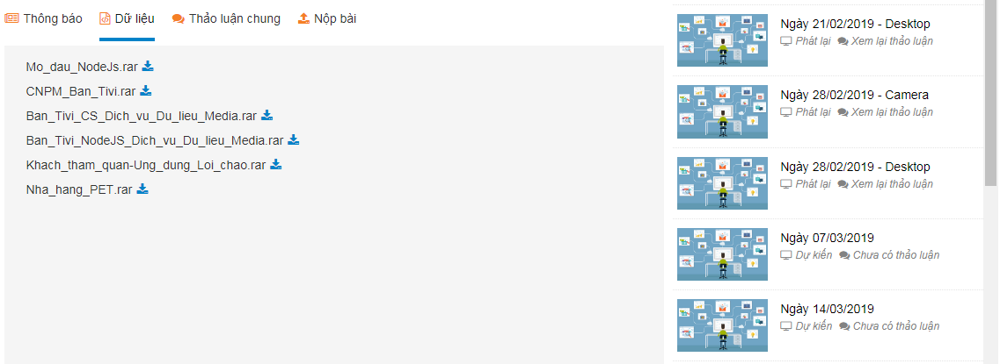 Thông báo Dữ liệu Thảo luận chung Nộp bài
Mo_dau_NodeJs.rar
CNPM_Ban_Tivi.rar
Ban_Tivi_CS_Dich_vu_Du_lieu_Media.rar
Ban_Tivi_NodeJS_Dich_vu_Du_lieu_Media.rar
Khach_tham_quan-Ung_dung_Loi_chao.rar
Nha_hang_PET.rar
Ngày 21/02/2019 - Desktop
Phát lại Xem lại thảo luận
Ngày 28/02/2019 - Camera
Phát lại Xem lại thảo luận
Ngày 28/02/2019 - Desktop
Phát lại Xem lại thảo luận
Ngày 07/03/2019
Dự kiến Chưa có thảo luận
Ngày 14/03/2019
Dự kiến Chưa có thảo luận